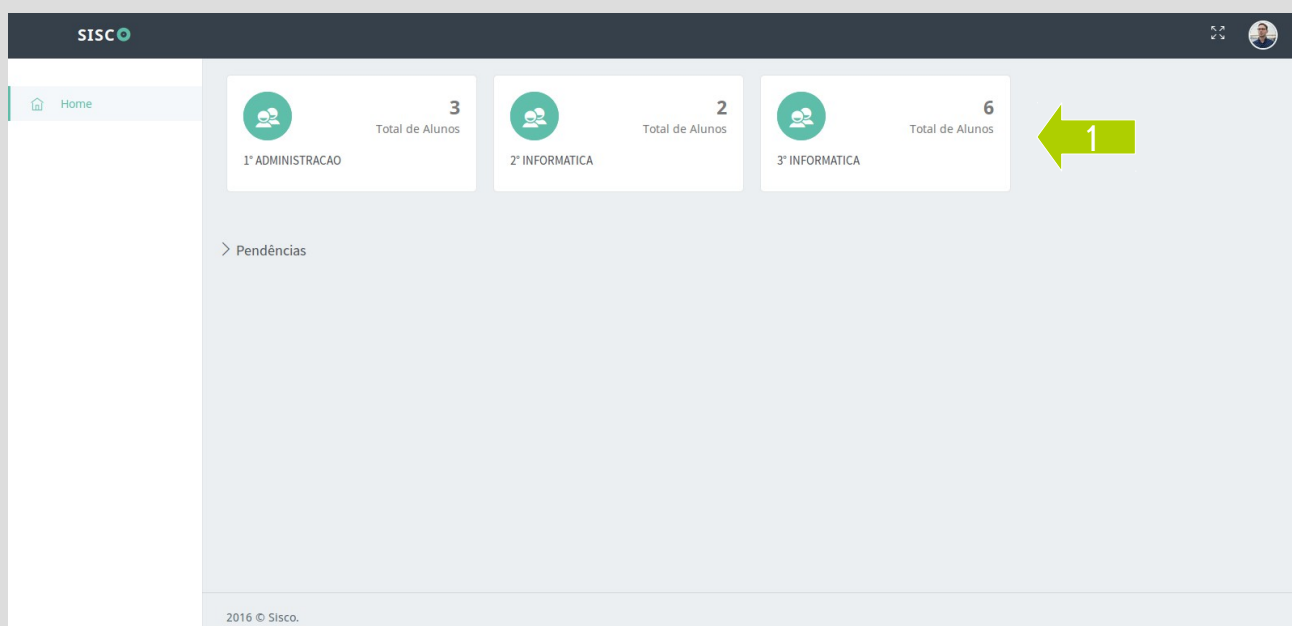 SISCO
Home
3
Total de Alunos
1° ADMINISTRACAO
2
Total de Alunos
2° INFORMATICA
6
Total de Alunos
3° INFORMATICA
1
Pendências
2016 © Sisco.